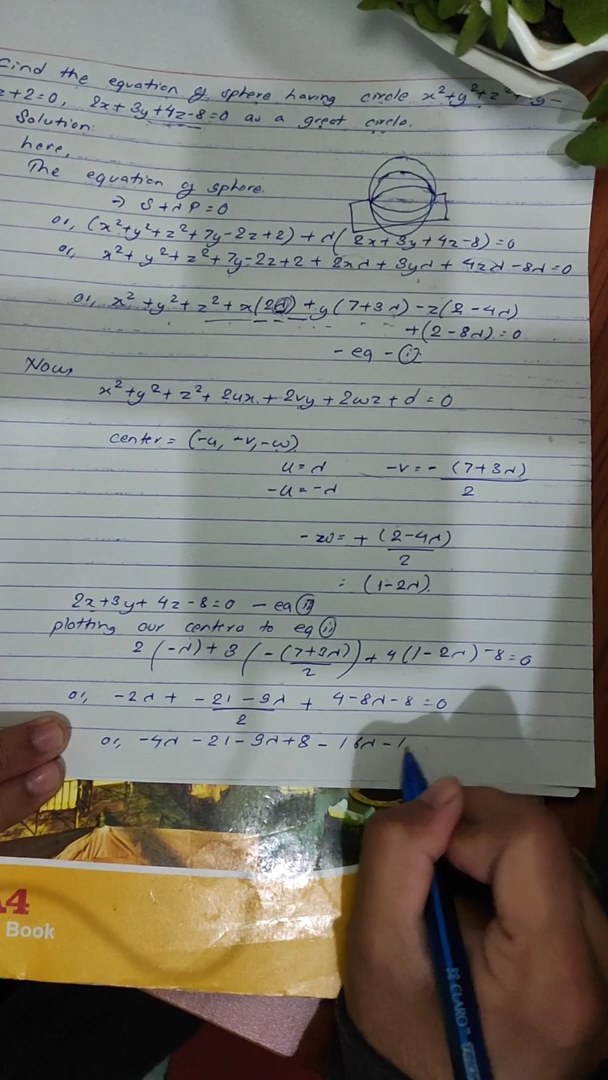 Find the equation of sphere having circle x²+y²+z²+7y-
z+2=0, 2x+3y+4z-8=0 as a great circle.
Solution:
here,
The equation of sphere.
→ S+λP=0
or, (x²+y²+z²+7y-2z+2)+λ(2x+3y+4z-8)=0
or, x²+y²+z²+7y-2z+2+2xλ+3yλ+4zλ-8λ=0
or, x²+y²+z²+x(2λ)+y(7+3λ)-z(2-4λ)
+(2-8λ)=0
- eq - (i)
Now,
x²+y²+z²+2ux+2vy+2wz+d=0
center = (-u, -v, -w)
u=λ -v=-(7+3λ)/2
-u=-λ
-w=+(2-4λ)/2
=(1-2λ).
2x+3y+4z-8=0 - eq (ii)
plotting our centero to eq (i)
2(-λ)+3(-(7+3λ)/2)+4(1-2λ)-8=0
or, -2λ+ -21-9λ/2 + 4-8λ-8=0
or, -4λ-21-9λ+8-16λ-1
A4
Book
CLARO